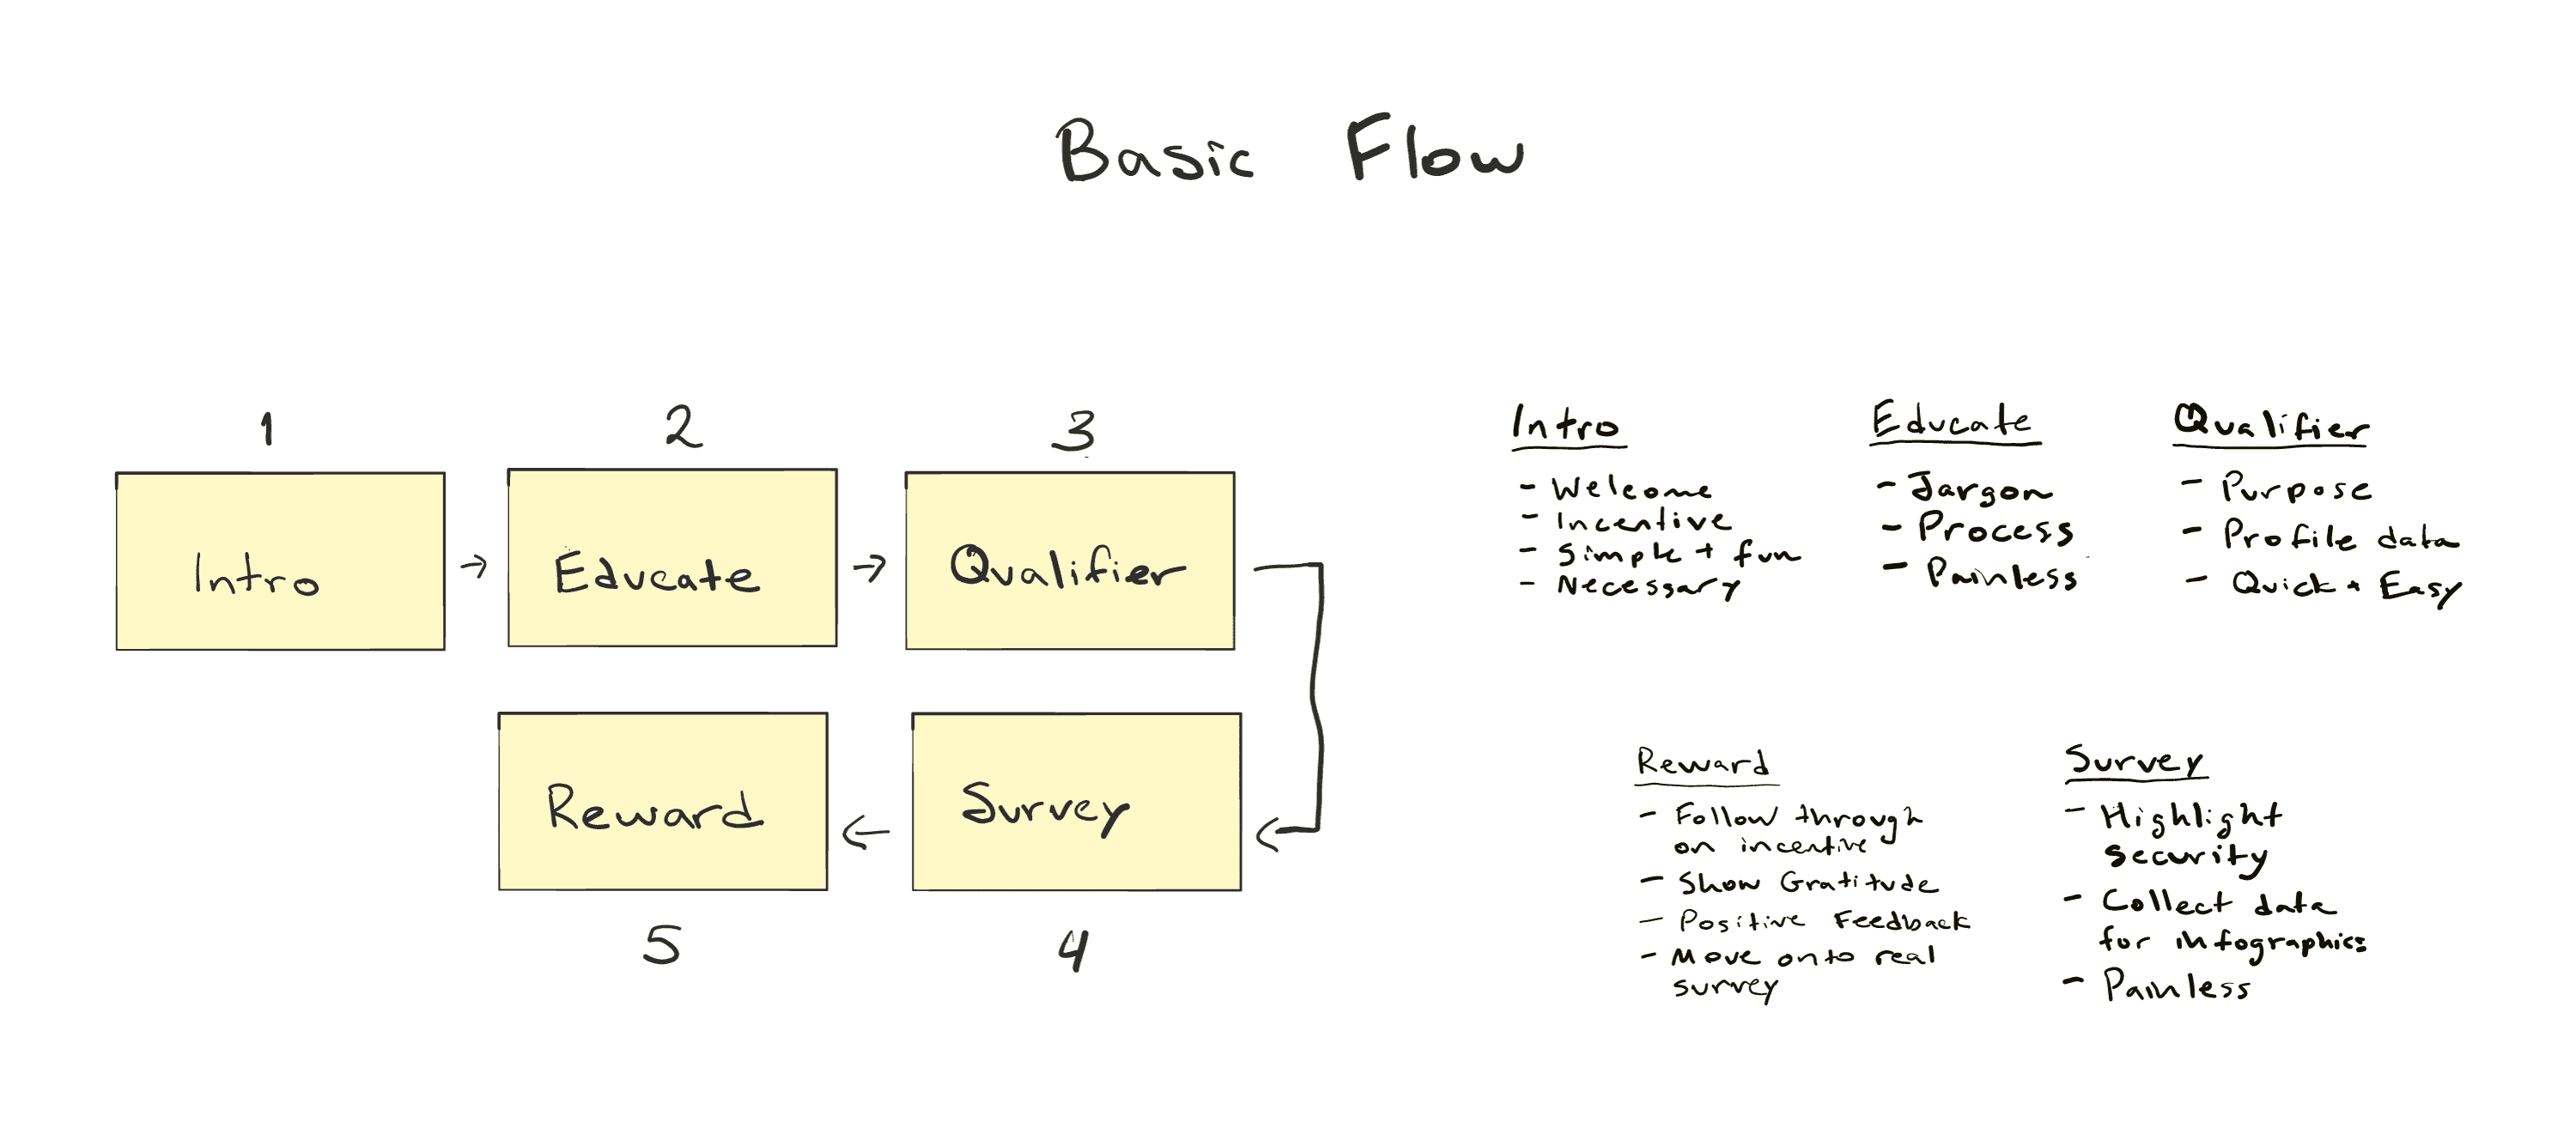 Basic Flow
1
2
3
Intro
→
Educate
→
Qualifier
Reward
←
Survey
5
4
Intro
- Welcome
- Incentive
- Simple + fun
- Necessary
Educate
- Jargon
- Process
- Painless
Qualifier
- Purpose
- Profile data
- Quick + Easy
Reward
- Follow through
on incentive
- Show Gratitude
- Positive Feedback
- Move onto real
survey
Survey
- Highlight
security
- Collect data
for infographics
- Painless